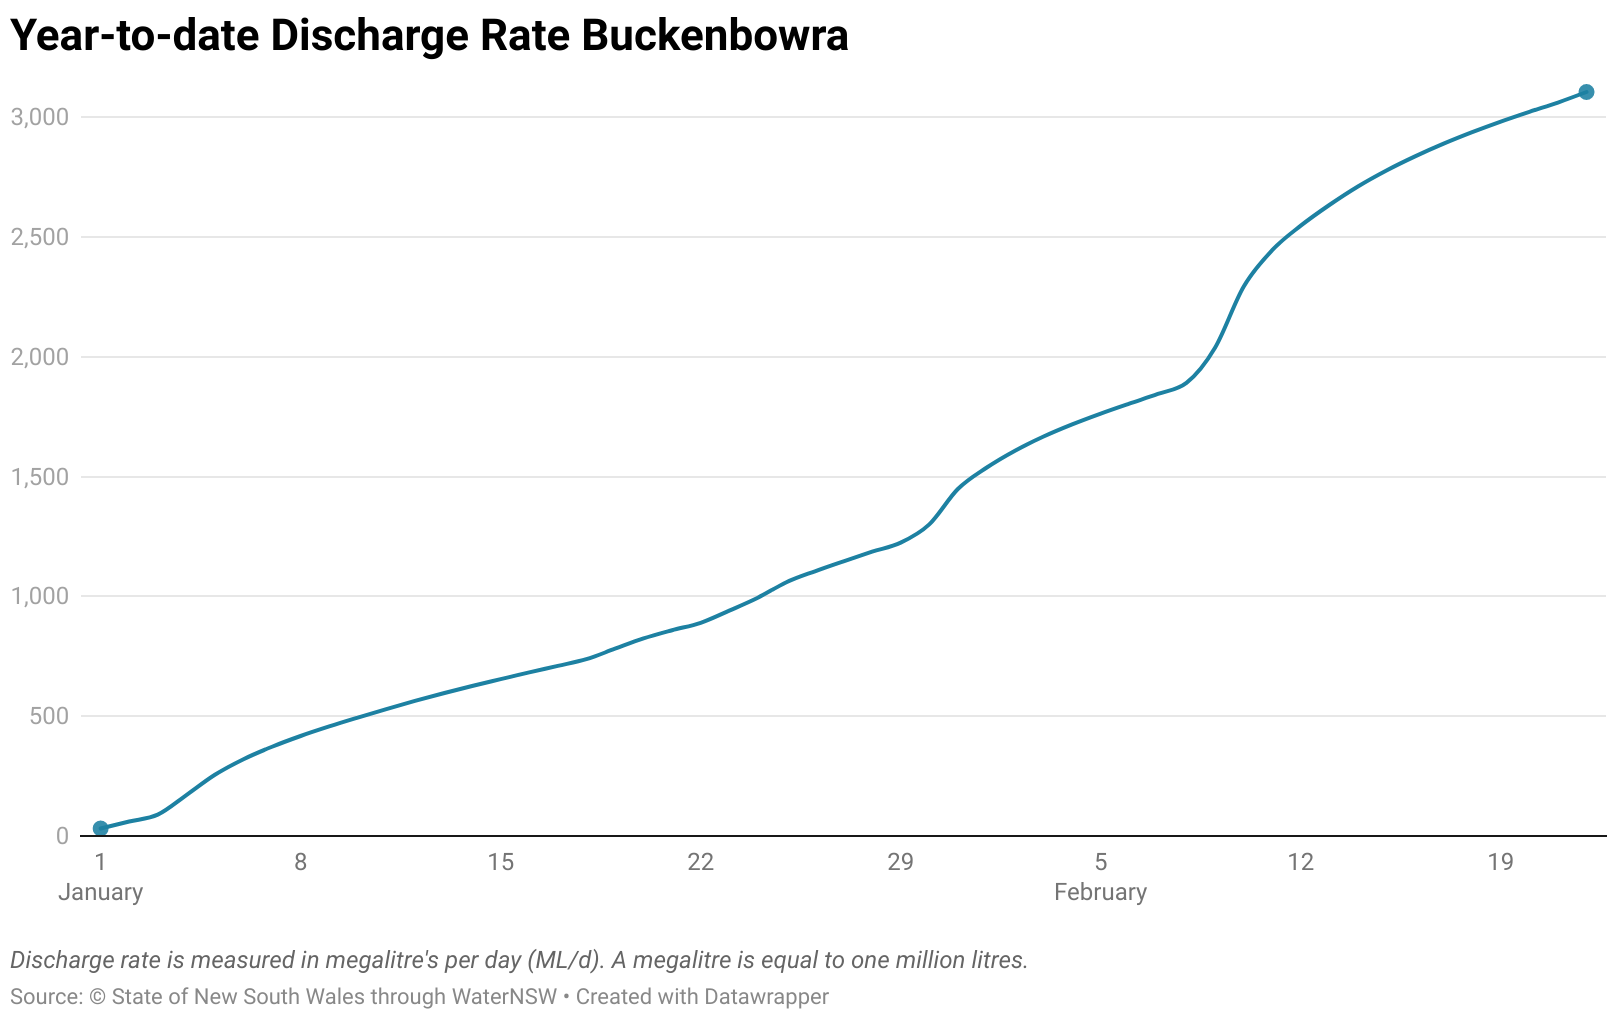 Year-to-date Discharge Rate Buckenbowra
3,000
2,500
2,000
1,500
1,000
500
0
1 8 15 22 29 5 12 19
January February
Discharge rate is measured in megalitre's per day (ML/d). A megalitre is equal to one million litres.
Source: © State of New South Wales through WaterNSW • Created with Datawrapper